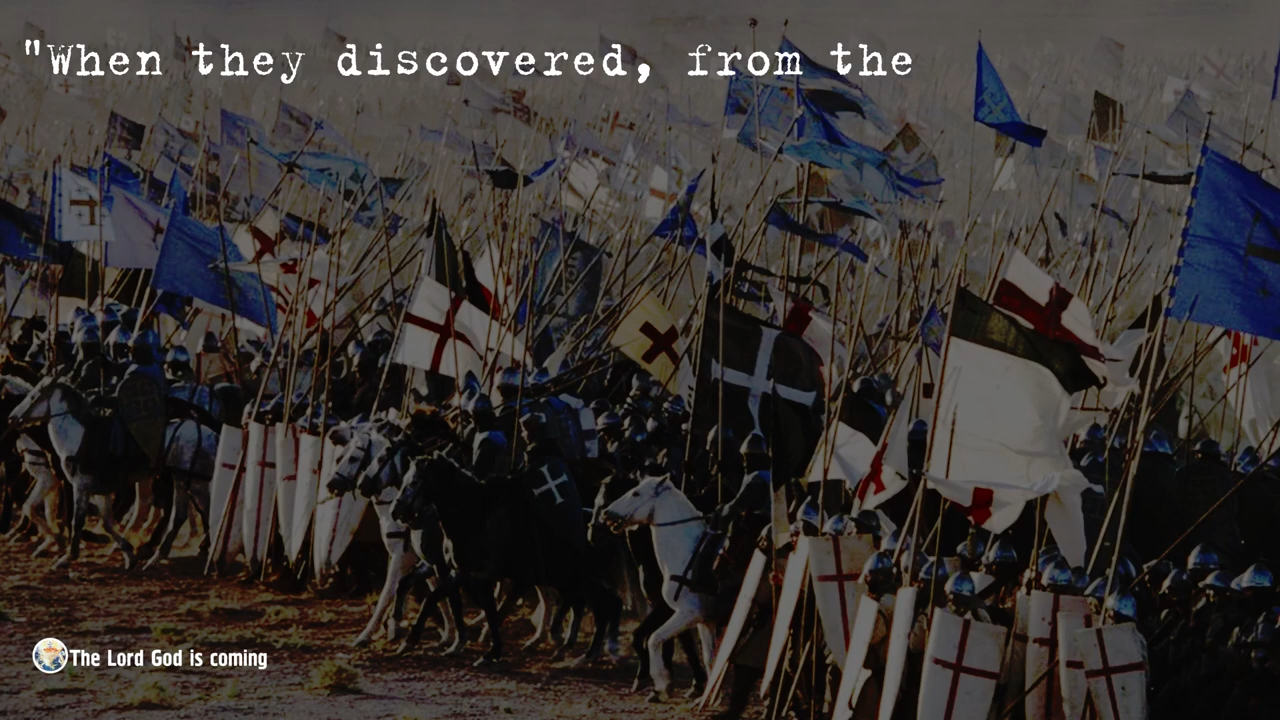 "When they discovered, from the
The Lord God is coming